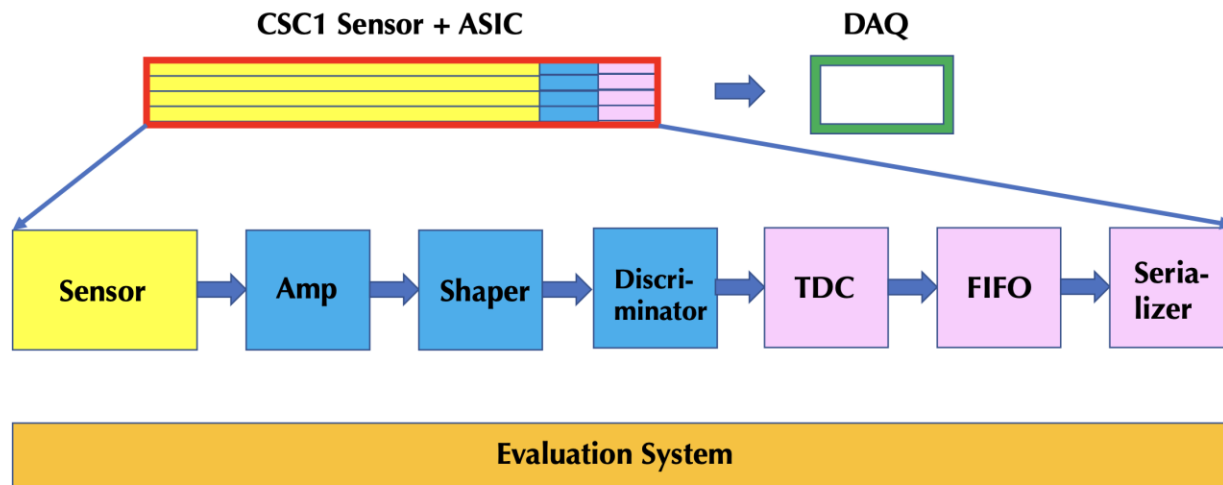 CSC1 Sensor + ASIC
DAQ
Sensor
Amp
Shaper
Discri-
minator
TDC
FIFO
Seria-
lizer
Evaluation System